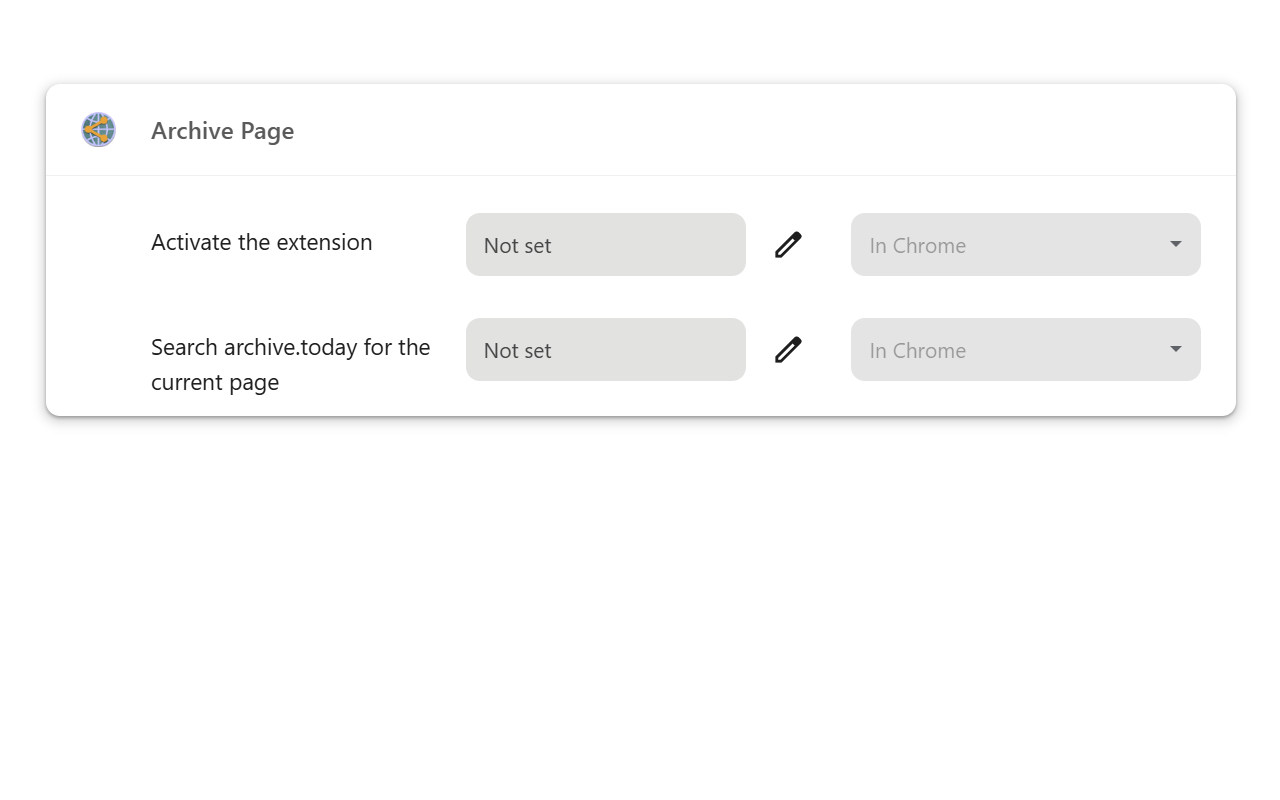 Archive Page
Activate the extension
Not set
In Chrome
Search archive.today for the
current page
Not set
In Chrome